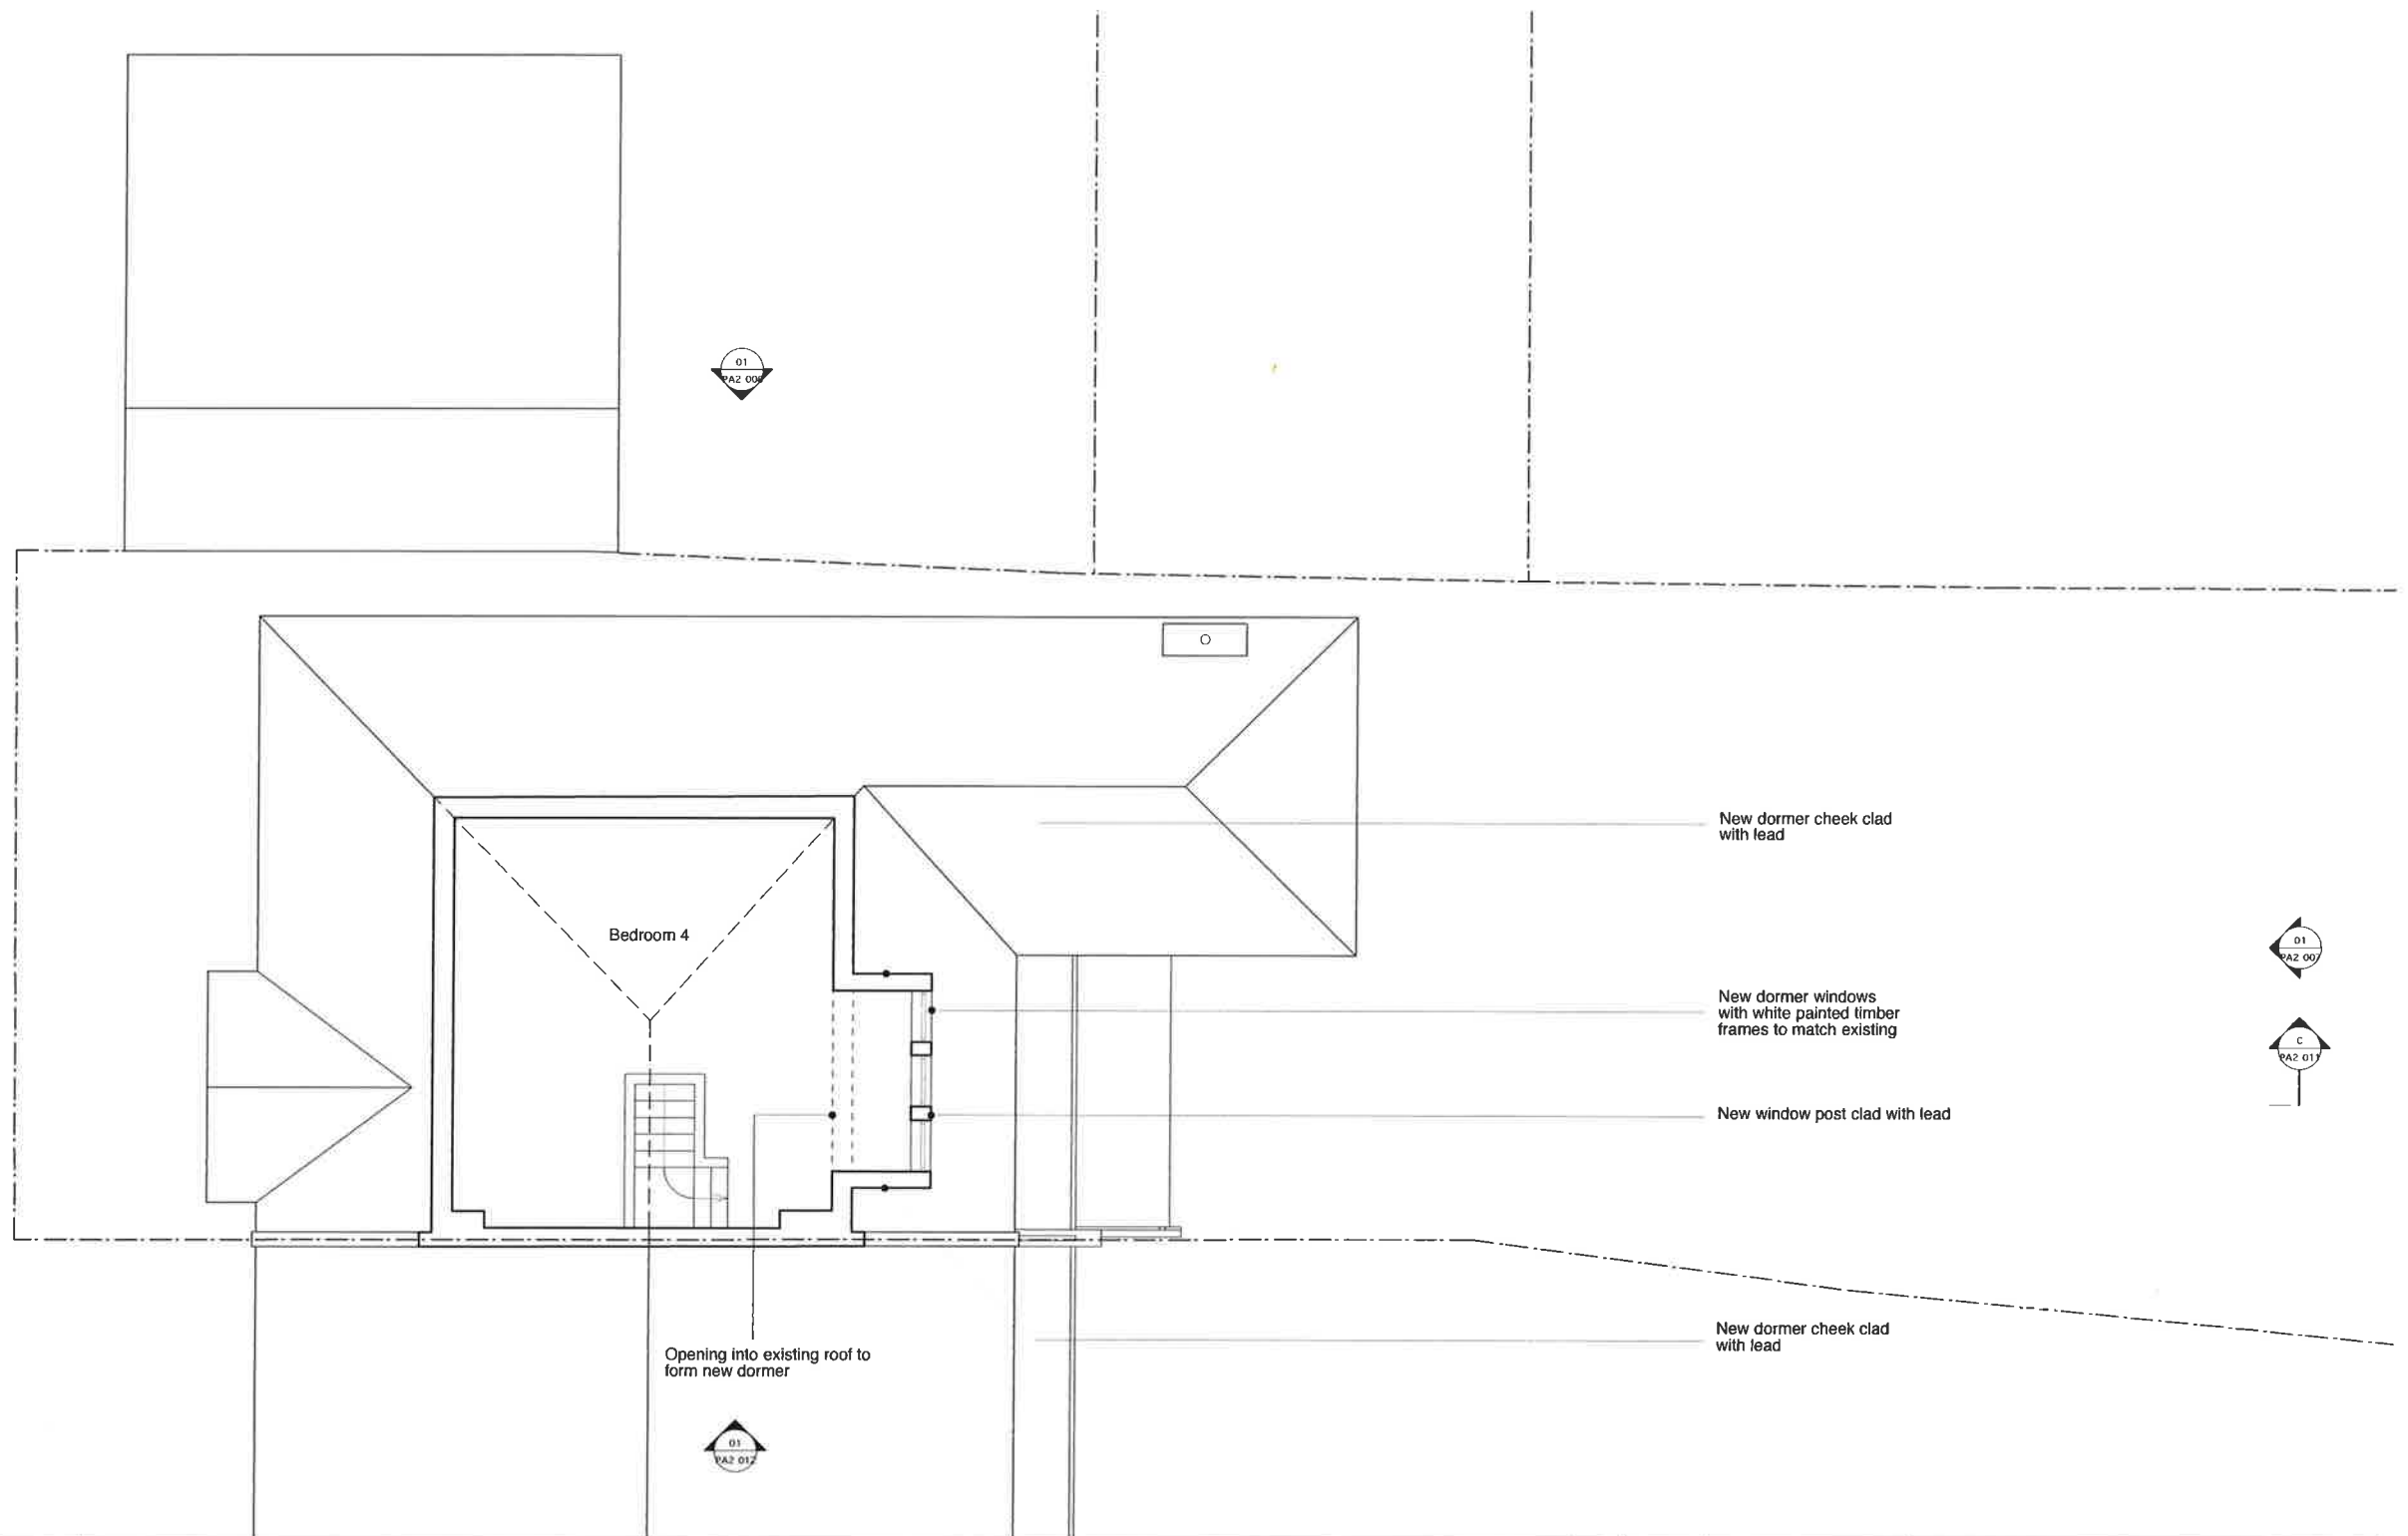 01
PA2 006
New dormer cheek clad
with lead
Bedroom 4
01
PA2 007
New dormer windows
with white painted timber
frames to match existing
C
PA2 011
New window post clad with lead
New dormer cheek clad
with lead
Opening into existing roof to
form new dormer
01
PA2 012